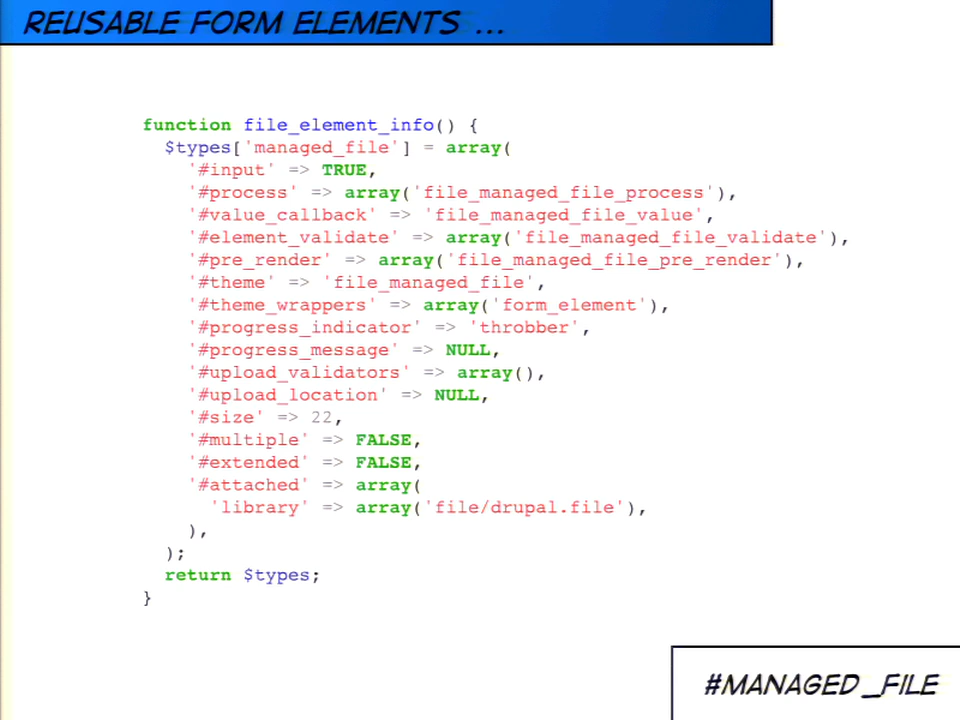 REUSABLE FORM ELEMENTS ...
function file_element_info() {
  $types['managed_file'] = array(
    '#input' => TRUE,
    '#process' => array('file_managed_file_process'),
    '#value_callback' => 'file_managed_file_value',
    '#element_validate' => array('file_managed_file_validate'),
    '#pre_render' => array('file_managed_file_pre_render'),
    '#theme' => 'file_managed_file',
    '#theme_wrappers' => array('form_element'),
    '#progress_indicator' => 'throbber',
    '#progress_message' => NULL,
    '#upload_validators' => array(),
    '#upload_location' => NULL,
    '#size' => 22,
    '#multiple' => FALSE,
    '#extended' => FALSE,
    '#attached' => array(
      'library' => array('file/drupal.file'),
    ),
  );
  return $types;
}
#MANAGED_FILE